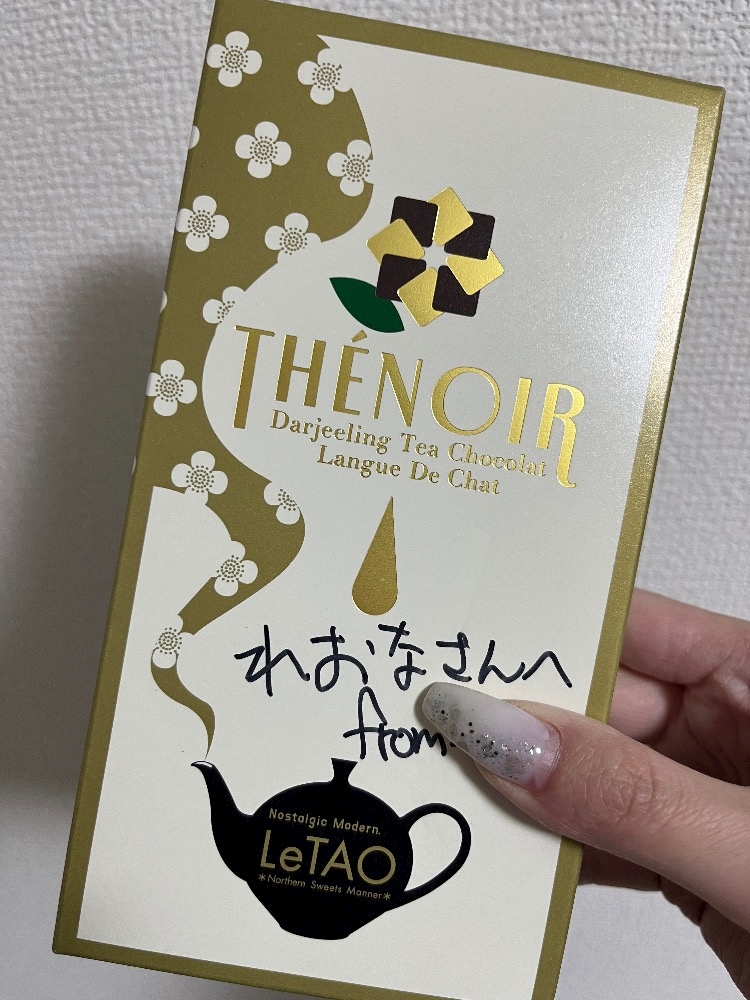 THÉNOIR
Darjeeling Tea Chocolat
Langue De Chat
れおなさんへ
from
Nostalgic Modern.
LeTAO
*Northern Sweets Manner*